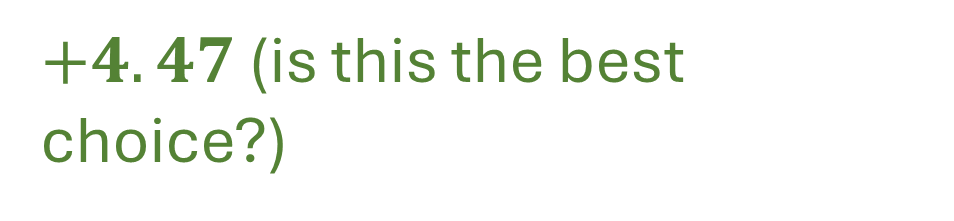 +4.47 (is this the best
choice?)